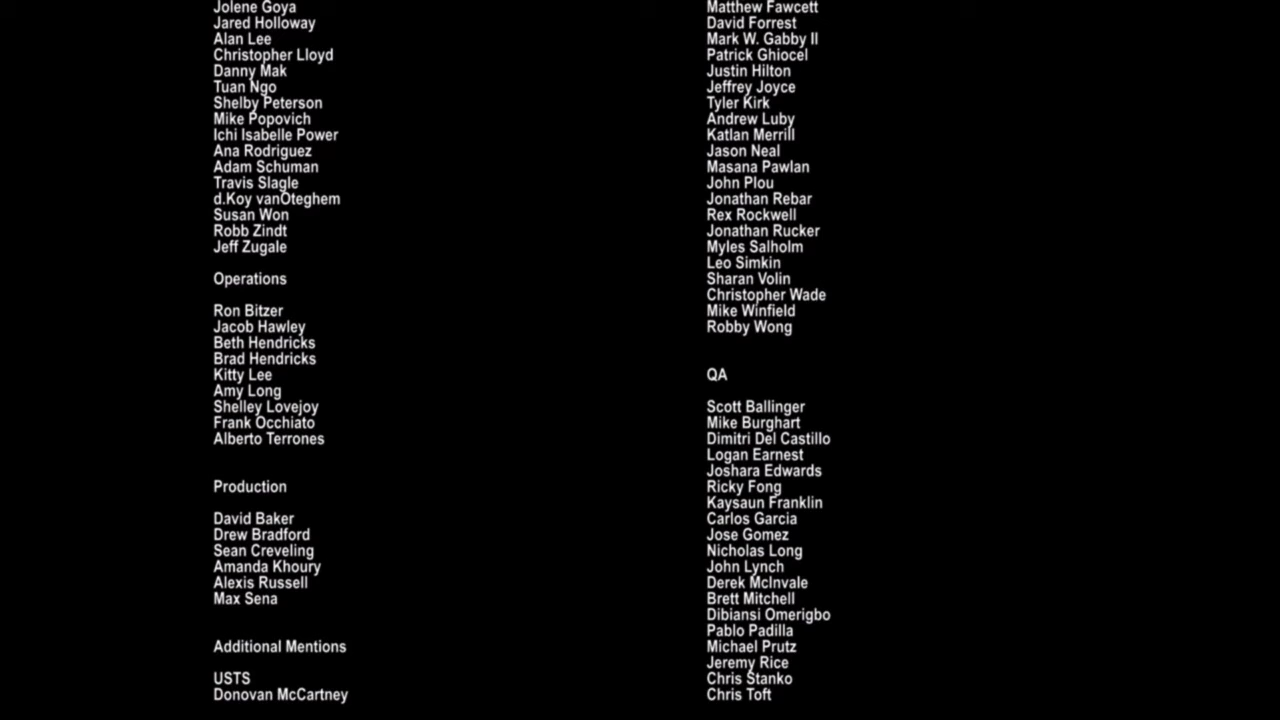 Jolene Goya
Jared Holloway
Alan Lee
Christopher Lloyd
Danny Mak
Tuan Ngo
Shelby Peterson
Mike Popovich
Ichi Isabelle Power
Ana Rodriguez
Adam Schuman
Travis Slagle
d.Koy vanOteghem
Susan Won
Robb Zindt
Jeff Zugale
Operations
Ron Bitzer
Jacob Hawley
Beth Hendricks
Brad Hendricks
Kitty Lee
Amy Long
Shelley Lovejoy
Frank Occhiato
Alberto Terrones
Production
David Baker
Drew Bradford
Sean Creveling
Amanda Khoury
Alexis Russell
Max Sena
Additional Mentions
USTS
Donovan McCartney
Matthew Fawcett
David Forrest
Mark W. Gabby II
Patrick Ghiocel
Justin Hilton
Jeffrey Joyce
Tyler Kirk
Andrew Luby
Katlan Merrill
Jason Neal
Masana Pawlan
John Plou
Jonathan Rebar
Rex Rockwell
Jonathan Rucker
Myles Salholm
Leo Simkin
Sharan Volin
Christopher Wade
Mike Winfield
Robby Wong
QA
Scott Ballinger
Mike Burghart
Dimitri Del Castillo
Logan Earnest
Joshara Edwards
Ricky Fong
Kaysaun Franklin
Carlos Garcia
Jose Gomez
Nicholas Long
John Lynch
Derek McInvale
Brett Mitchell
Dibiansi Omerigbo
Pablo Padilla
Michael Prutz
Jeremy Rice
Chris Stanko
Chris Toft